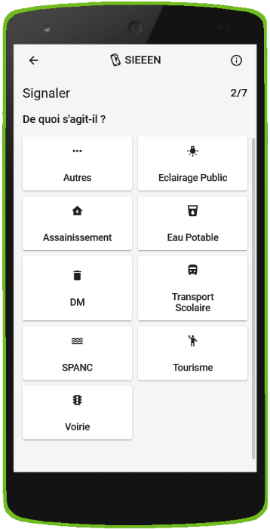 SIEEEN
Signaler 2/7
De quoi s'agit-il ?
Autres Eclairage Public
Assainissement Eau Potable
DM Transport
Scolaire
SPANC Tourisme
Voirie